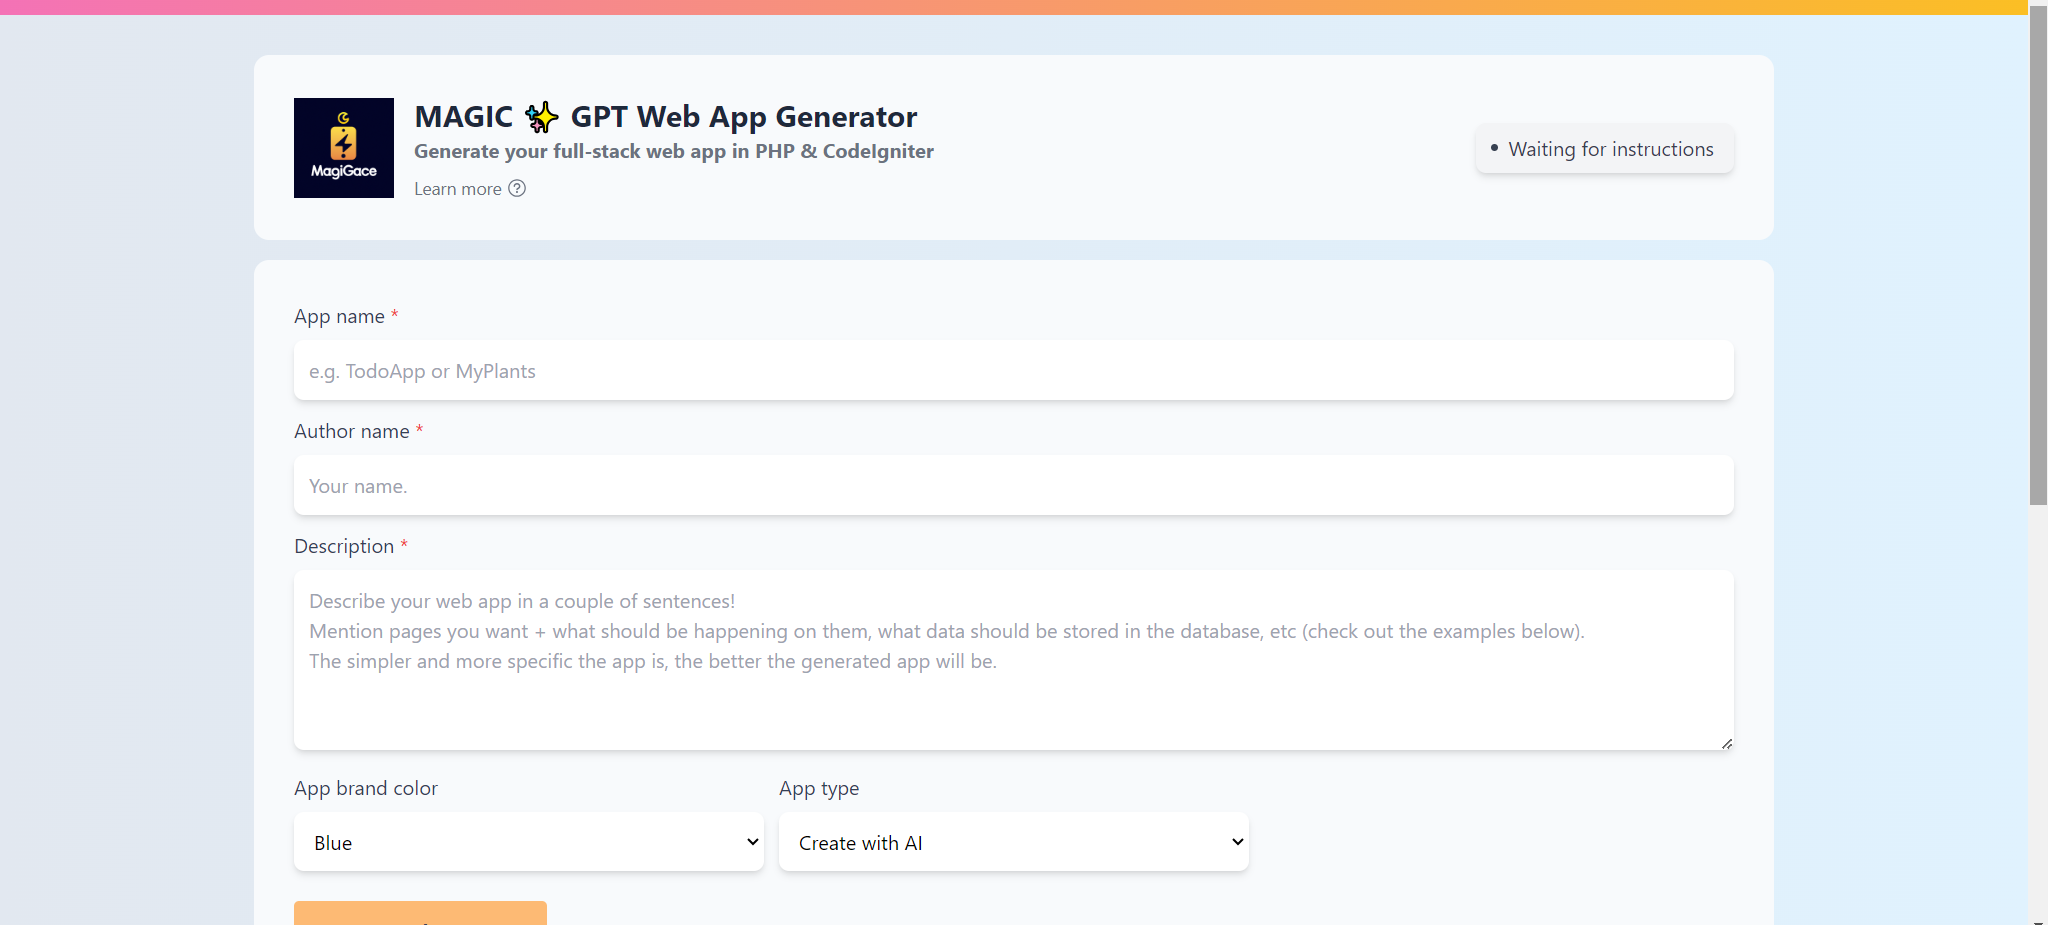 MagiGace
MAGIC ✨ GPT Web App Generator
Generate your full-stack web app in PHP & CodeIgniter
Learn more
Waiting for instructions
App name *
e.g. TodoApp or MyPlants
Author name *
Your name.
Description *
Describe your web app in a couple of sentences!
Mention pages you want + what should be happening on them, what data should be stored in the database, etc (check out the examples below).
The simpler and more specific the app is, the better the generated app will be.
App brand color
App type
Blue
Create with AI